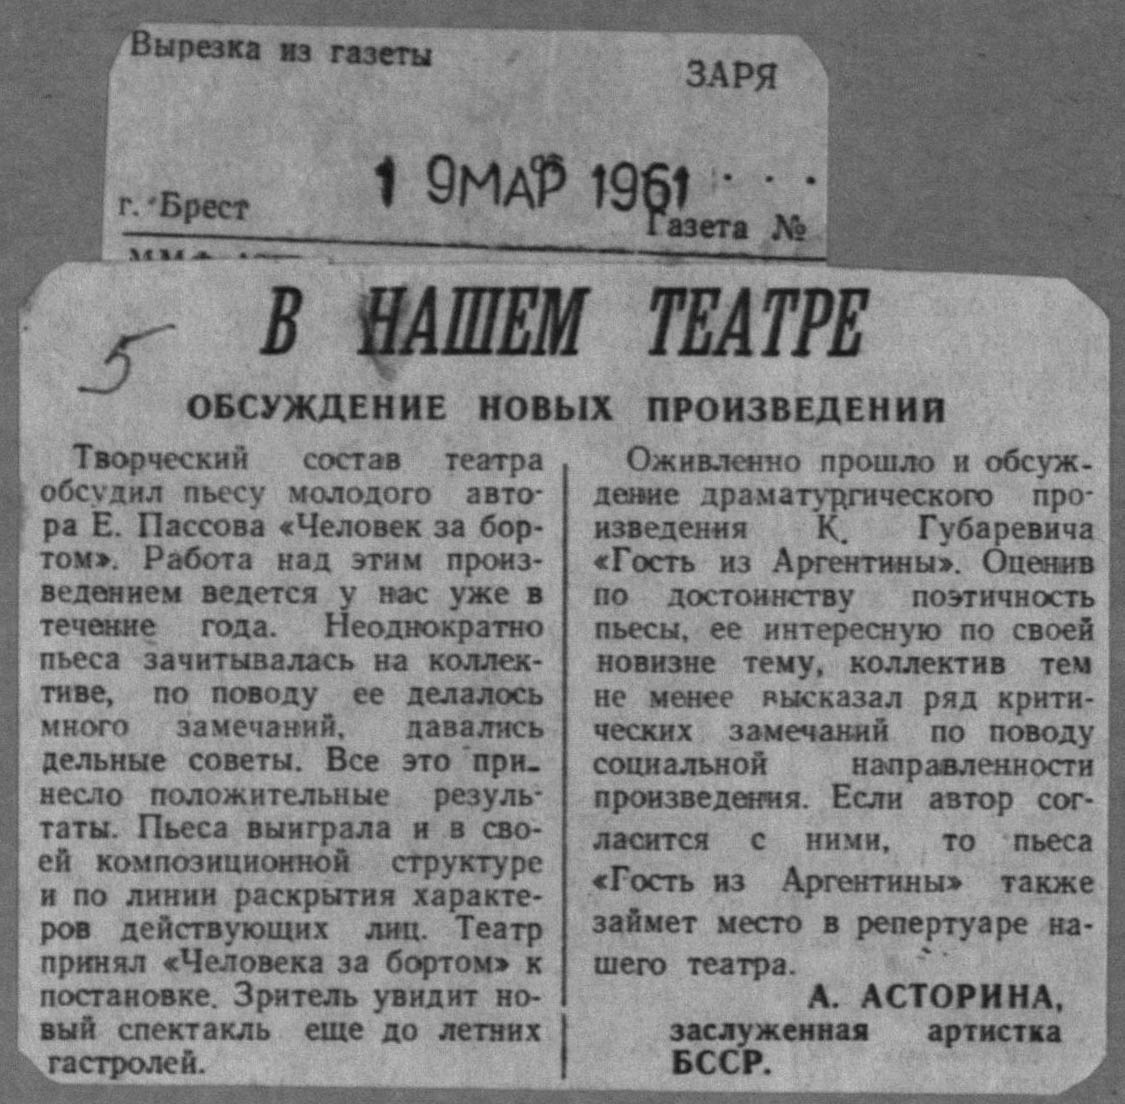 Вырезка из газеты
ЗАРЯ
1 9 МАР 1961
г. Брест
Газета №
В НАШЕМ ТЕАТРЕ
5
ОБСУЖДЕНИЕ НОВЫХ ПРОИЗВЕДЕНИЙ
Творческий состав театра
обсудил пьесу молодого авто-
ра Е. Пассова «Человек за бор-
том». Работа над этим произ-
ведением ведется у нас уже в
течение года. Неоднократно
пьеса зачитывалась на коллек-
тиве, по поводу ее делалось
много замечаний, давались
дельные советы. Все это при-
несло положительные резуль-
таты. Пьеса выиграла и в сво-
ей композиционной структуре
и по линии раскрытия характе-
ров действующих лиц. Театр
принял «Человека за бортом» к
постановке. Зритель увидит но-
вый спектакль еще до летних
гастролей.
Оживленно прошло и обсуж-
дение драматургического про-
изведения К. Губаревича
«Гость из Аргентины». Оценив
по достоинству поэтичность
пьесы, ее интересную по своей
новизне тему, коллектив тем
не менее высказал ряд крити-
ческих замечаний по поводу
социальной направленности
произведения. Если автор сог-
ласится с ними, то пьеса
«Гость из Аргентины» также
займет место в репертуаре на-
шего театра.
А. АСТОРИНА,
заслуженная артистка
БССР.